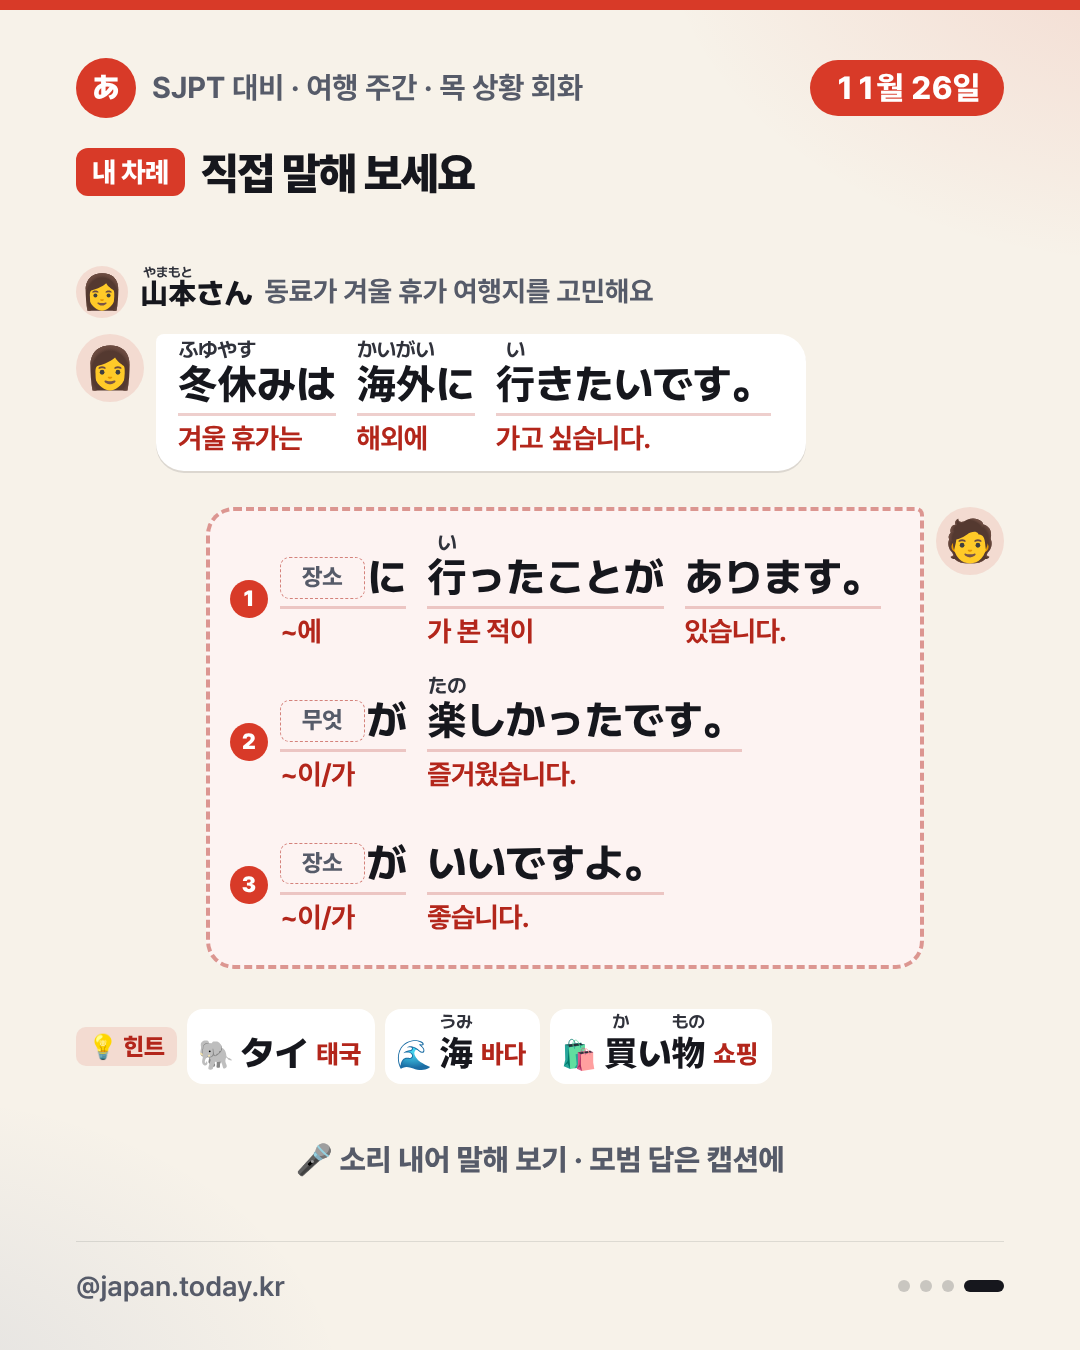 あ SJPT 대비 · 여행 주간 · 목 상황 회화
11월 26일
내 차례 직접 말해 보세요
やまもと
山本さん 동료가 겨울 휴가 여행지를 고민해요
ふゆやす かいがい い
冬休みは 海外に 行きたいです。
겨울 휴가는 해외에 가고 싶습니다.
い
1 장소 に 行ったことが あります。
~에 가 본 적이 있습니다.
たの
2 무엇 が 楽しかったです。
~이/가 즐거웠습니다.
3 장소 が いいですよ。
~이/가 좋습니다.
うみ か もの
힌트 タイ 태국 海 바다 買い物 쇼핑
소리 내어 말해 보기 · 모범 답은 캡션에
@japan.today.kr